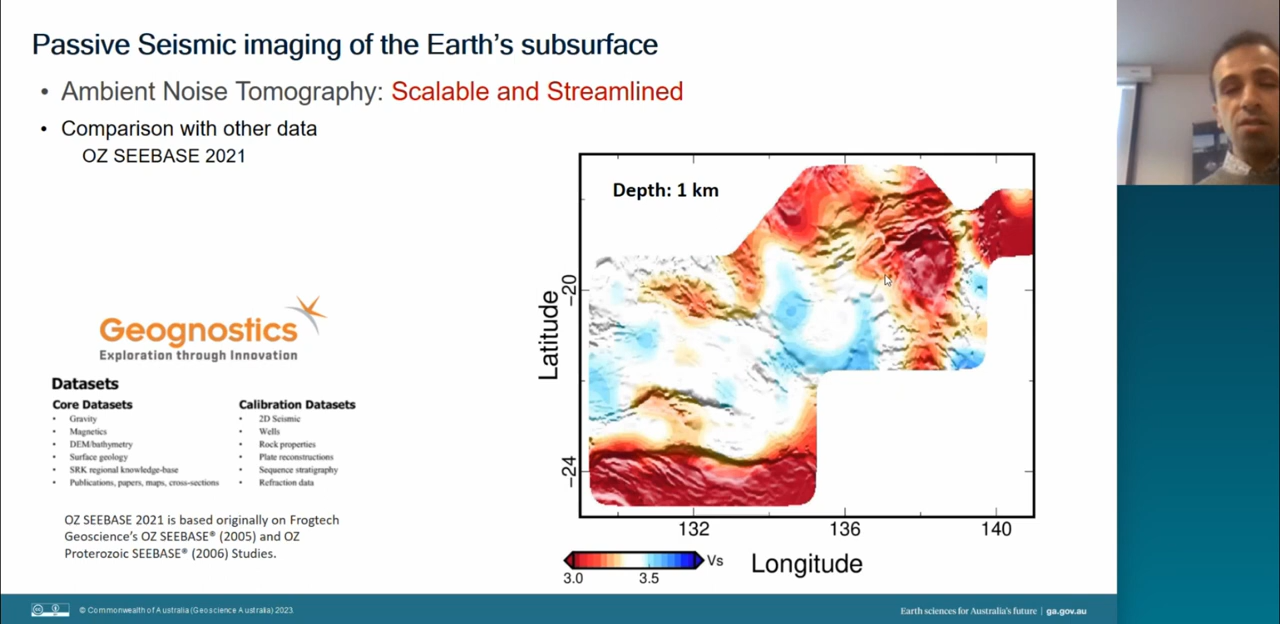 Passive Seismic imaging of the Earth's subsurface
• Ambient Noise Tomography: Scalable and Streamlined
• Comparison with other data
OZ SEEBASE 2021
Geognostics
Exploration through Innovation
Datasets
Core Datasets
• Gravity
• Magnetics
• DEM/bathymetry
• Surface geology
• SRK regional knowledge-base
• Publications, papers, maps, cross-sections
Calibration Datasets
• 2D Seismic
• Wells
• Rock properties
• Plate reconstructions
• Sequence stratigraphy
• Refraction data
OZ SEEBASE 2021 is based originally on Frogtech
Geoscience's OZ SEEBASE® (2005) and OZ
Proterozoic SEEBASE® (2006) Studies.
Depth: 1 km
Latitude
−20
−24
132 136 140
Longitude
Vs
3.0 3.5
© Commonwealth of Australia (Geoscience Australia) 2023
Earth sciences for Australia's future | ga.gov.au